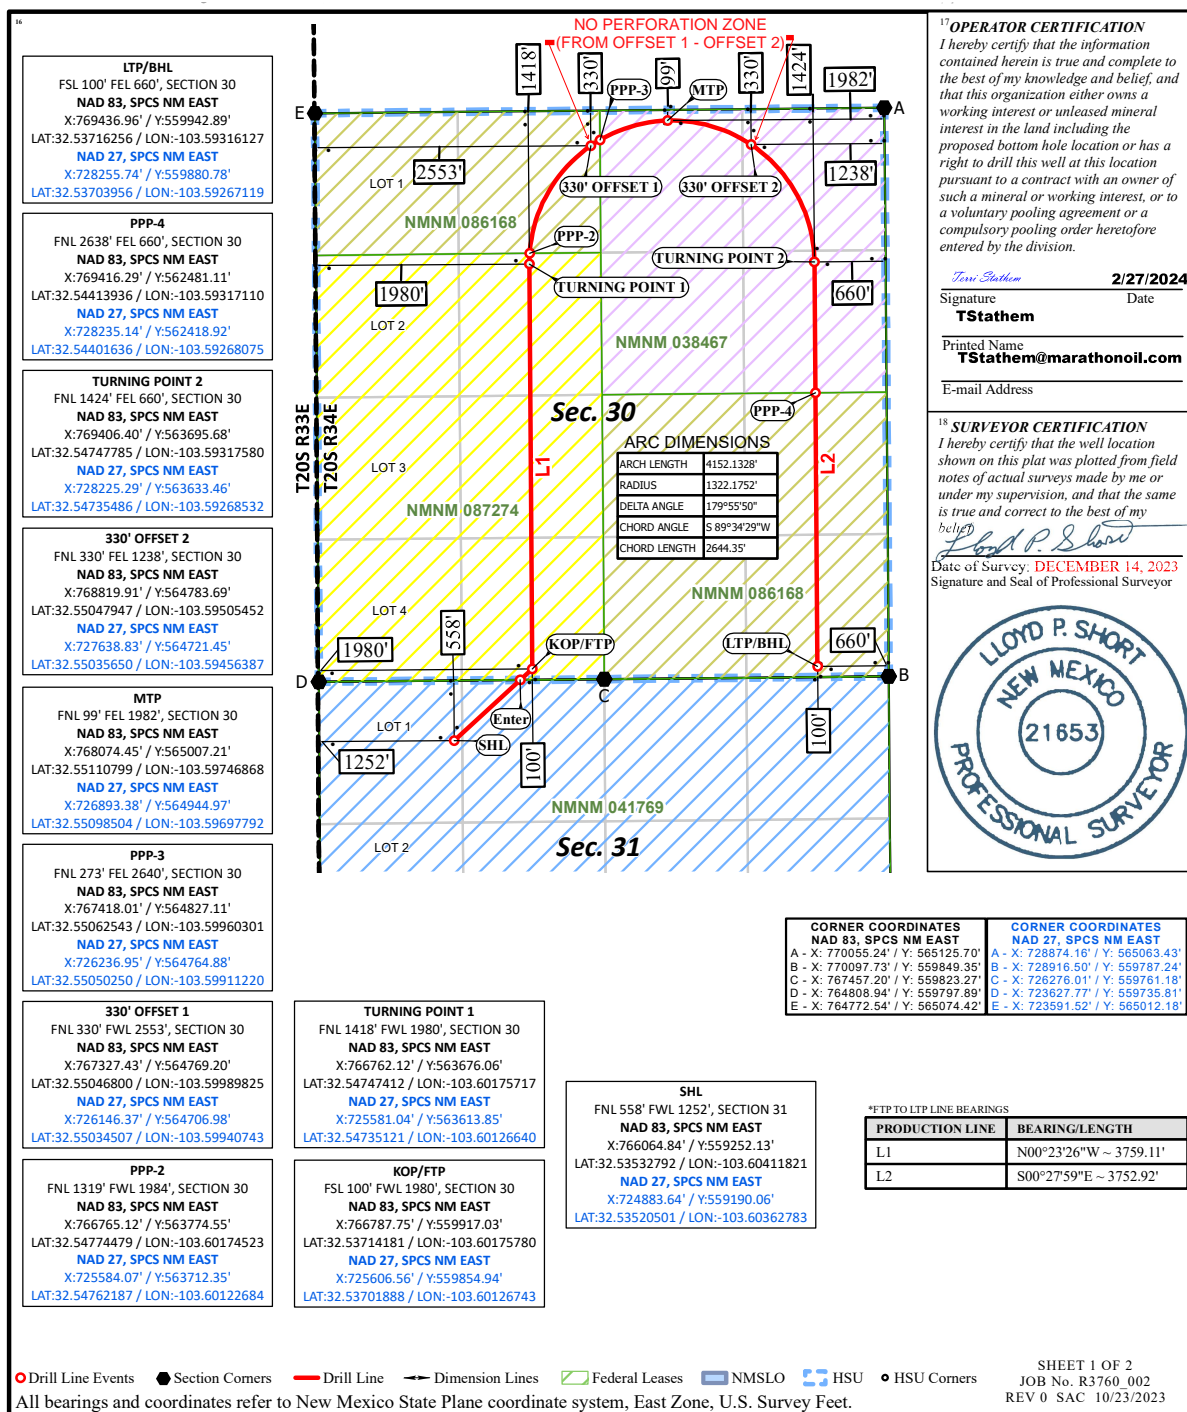 16
LTP/BHL
FSL 100' FEL 660', SECTION 30
NAD 83, SPCS NM EAST
X:769436.96' / Y:559942.89'
LAT:32.53716256 / LON:-103.59316127
NAD 27, SPCS NM EAST
X:728255.74' / Y:559880.78'
LAT:32.53703956 / LON:-103.59267119
PPP-4
FNL 2638' FEL 660', SECTION 30
NAD 83, SPCS NM EAST
X:769416.29' / Y:562481.11'
LAT:32.54413936 / LON:-103.59317110
NAD 27, SPCS NM EAST
X:728235.14' / Y:562418.92'
LAT:32.54401636 / LON:-103.59268075
TURNING POINT 2
FNL 1424' FEL 660', SECTION 30
NAD 83, SPCS NM EAST
X:769406.40' / Y:563695.68'
LAT:32.54747785 / LON:-103.59317580
NAD 27, SPCS NM EAST
X:728225.29' / Y:563633.46'
LAT:32.54735486 / LON:-103.59268532
330' OFFSET 2
FNL 330' FEL 1238', SECTION 30
NAD 83, SPCS NM EAST
X:768819.91' / Y:564783.69'
LAT:32.55047947 / LON:-103.59505452
NAD 27, SPCS NM EAST
X:727638.83' / Y:564721.45'
LAT:32.55035650 / LON:-103.59456387
MTP
FNL 99' FEL 1982', SECTION 30
NAD 83, SPCS NM EAST
X:768074.45' / Y:565007.21'
LAT:32.55110799 / LON:-103.59746868
NAD 27, SPCS NM EAST
X:726893.38' / Y:564944.97'
LAT:32.55098504 / LON:-103.59697792
PPP-3
FNL 273' FEL 2640', SECTION 30
NAD 83, SPCS NM EAST
X:767418.01' / Y:564827.11'
LAT:32.55062543 / LON:-103.59960301
NAD 27, SPCS NM EAST
X:726236.95' / Y:564764.88'
LAT:32.55050250 / LON:-103.59911220
330' OFFSET 1
FNL 330' FWL 2553', SECTION 30
NAD 83, SPCS NM EAST
X:767327.43' / Y:564769.20'
LAT:32.55046800 / LON:-103.59989825
NAD 27, SPCS NM EAST
X:726146.37' / Y:564706.98'
LAT:32.55034507 / LON:-103.59940743
PPP-2
FNL 1319' FWL 1984', SECTION 30
NAD 83, SPCS NM EAST
X:766765.12' / Y:563774.55'
LAT:32.54774479 / LON:-103.60174523
NAD 27, SPCS NM EAST
X:725584.07' / Y:563712.35'
LAT:32.54762187 / LON:-103.60122684
TURNING POINT 1
FNL 1418' FWL 1980', SECTION 30
NAD 83, SPCS NM EAST
X:766762.12' / Y:563676.06'
LAT:32.54747412 / LON:-103.60175717
NAD 27, SPCS NM EAST
X:725581.04' / Y:563613.85'
LAT:32.54735121 / LON:-103.60126640
KOP/FTP
FSL 100' FWL 1980', SECTION 30
NAD 83, SPCS NM EAST
X:766787.75' / Y:559917.03'
LAT:32.53714181 / LON:-103.60175780
NAD 27, SPCS NM EAST
X:725606.56' / Y:559854.94'
LAT:32.53701888 / LON:-103.60126743
SHL
FNL 558' FWL 1252', SECTION 31
NAD 83, SPCS NM EAST
X:766064.84' / Y:559252.13'
LAT:32.53532792 / LON:-103.60411821
NAD 27, SPCS NM EAST
X:724883.64' / Y:559190.06'
LAT:32.53520501 / LON:-103.60362783
NO PERFORATION ZONE
(FROM OFFSET 1 - OFFSET 2)
1418'
330'
99'
330'
1424'
1982'
PPP-3
MTP
E
A
2553'
1238'
LOT 1
330' OFFSET 1
330' OFFSET 2
NMNM 086168
PPP-2
TURNING POINT 2
TURNING POINT 1
1980'
660'
LOT 2
NMNM 038467
T20S R33E
T20S R34E
Sec. 30
PPP-4
ARC DIMENSIONS
ARCH LENGTH 4152.1328'
RADIUS 1322.1752'
DELTA ANGLE 179°55'50"
CHORD ANGLE S 89°34'29"W
CHORD LENGTH 2644.35'
L1
L2
LOT 3
NMNM 087274
NMNM 086168
LOT 4
558'
1980'
KOP/FTP
LTP/BHL
660'
D
C
B
LOT 1
Enter
SHL
1252'
100'
100'
NMNM 041769
LOT 2
Sec. 31
17 OPERATOR CERTIFICATION
I hereby certify that the information
contained herein is true and complete to
the best of my knowledge and belief, and
that this organization either owns a
working interest or unleased mineral
interest in the land including the
proposed bottom hole location or has a
right to drill this well at this location
pursuant to a contract with an owner of
such a mineral or working interest, or to
a voluntary pooling agreement or a
compulsory pooling order heretofore
entered by the division.
Terri Stathem 2/27/2024
Signature Date
TStathem
Printed Name
TStathem@marathonoil.com
E-mail Address
18 SURVEYOR CERTIFICATION
I hereby certify that the well location
shown on this plat was plotted from field
notes of actual surveys made by me or
under my supervision, and that the same
is true and correct to the best of my
belief.
Lloyd P. Short
Date of Survey: DECEMBER 14, 2023
Signature and Seal of Professional Surveyor
LLOYD P. SHORT
NEW MEXICO
21653
PROFESSIONAL SURVEYOR
CORNER COORDINATES
NAD 83, SPCS NM EAST
A - X: 770055.24' / Y: 565125.70'
B - X: 770097.73' / Y: 559849.35'
C - X: 767457.20' / Y: 559823.27'
D - X: 764808.94' / Y: 559797.89'
E - X: 764772.54' / Y: 565074.42'
CORNER COORDINATES
NAD 27, SPCS NM EAST
A - X: 728874.16' / Y: 565063.43'
B - X: 728916.50' / Y: 559787.24'
C - X: 726276.01' / Y: 559761.18'
D - X: 723627.77' / Y: 559735.81'
E - X: 723591.52' / Y: 565012.18'
*FTP TO LTP LINE BEARINGS
PRODUCTION LINE BEARING/LENGTH
L1 N00°23'26"W ~ 3759.11'
L2 S00°27'59"E ~ 3752.92'
Drill Line Events Section Corners Drill Line Dimension Lines Federal Leases NMSLO HSU HSU Corners
All bearings and coordinates refer to New Mexico State Plane coordinate system, East Zone, U.S. Survey Feet.
SHEET 1 OF 2
JOB No. R3760_002
REV 0 SAC 10/23/2023